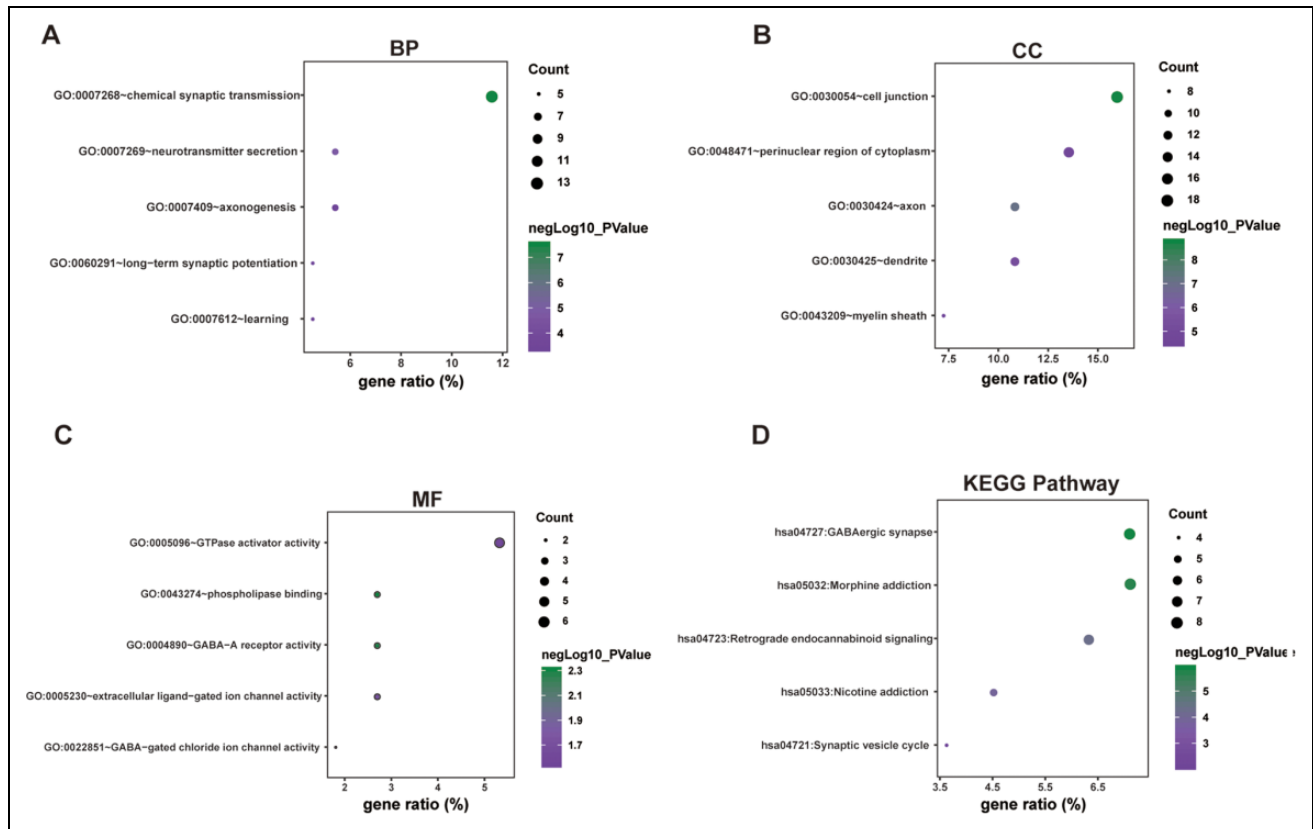 A
BP
GO:0007268~chemical synaptic transmission
GO:0007269~neurotransmitter secretion
GO:0007409~axonogenesis
GO:0060291~long−term synaptic potentiation
GO:0007612~learning
6 8 10 12
gene ratio (%)
Count
5
7
9
11
13
negLog10_PValue
7
6
5
4
B
CC
GO:0030054~cell junction
GO:0048471~perinuclear region of cytoplasm
GO:0030424~axon
GO:0030425~dendrite
GO:0043209~myelin sheath
7.5 10.0 12.5 15.0
gene ratio (%)
Count
8
10
12
14
16
18
negLog10_PValue
8
7
6
5
C
MF
GO:0005096~GTPase activator activity
GO:0043274~phospholipase binding
GO:0004890~GABA−A receptor activity
GO:0005230~extracellular ligand−gated ion channel activity
GO:0022851~GABA−gated chloride ion channel activity
2 3 4 5
gene ratio (%)
Count
2
3
4
5
6
negLog10_PValue
2.3
2.1
1.9
1.7
D
KEGG Pathway
hsa04727:GABAergic synapse
hsa05032:Morphine addiction
hsa04723:Retrograde endocannabinoid signaling
hsa05033:Nicotine addiction
hsa04721:Synaptic vesicle cycle
3.5 4.5 5.5 6.5
gene ratio (%)
Count
4
5
6
7
8
negLog10_PValue
5
4
3